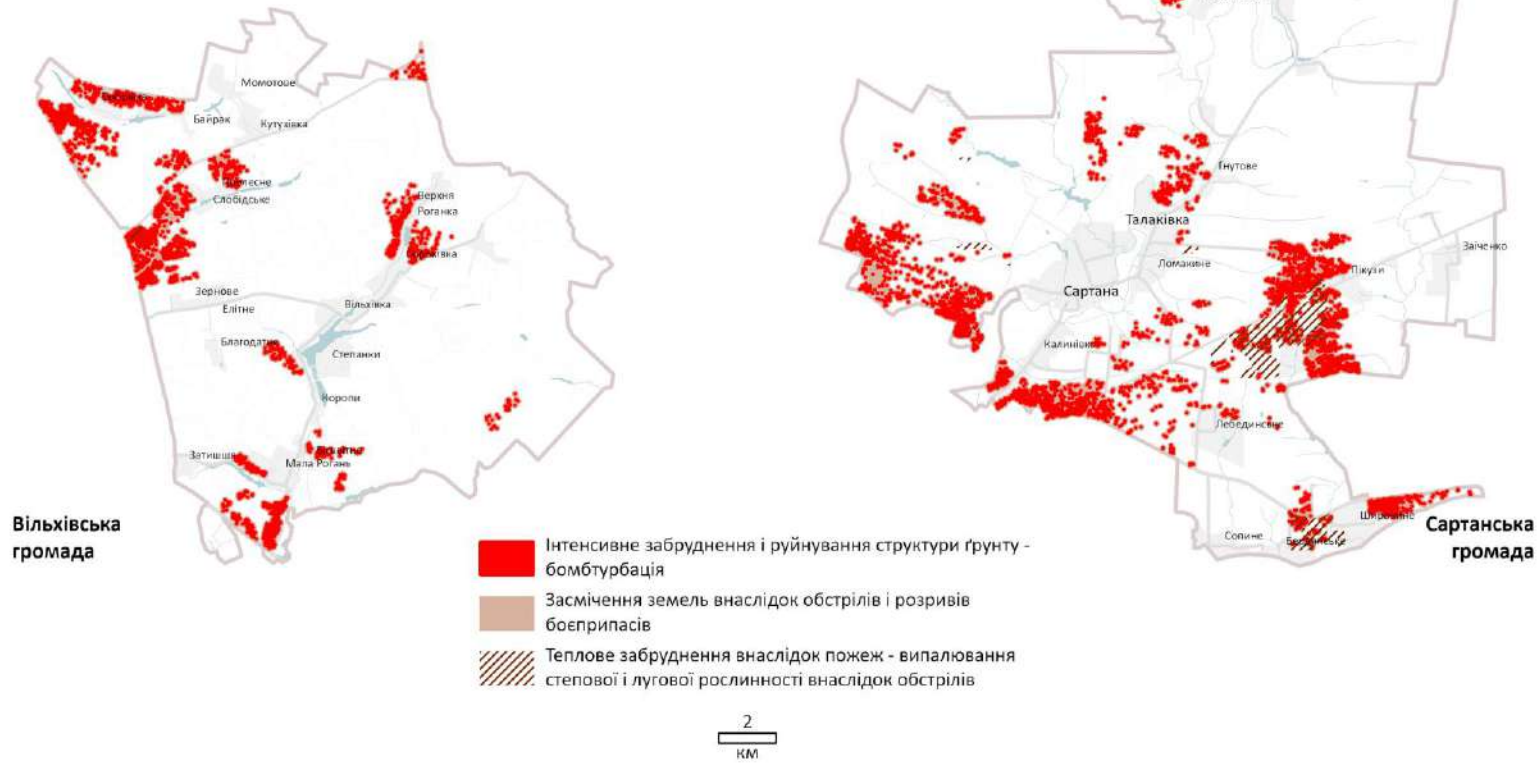 Момотове
Байрак
Кутузівка
Слобідське
Верхня
Роганка
Зернове
Елітне
Вільхівка
Благодатне
Степанки
Коропи
Затишшя
Мала Рогань
Вільхівська
громада
Гнутове
Талаківка
Ломакине
Заїченко
Пікузи
Сартана
Калинівка
Лебединське
Сопине
Широкине
Сартанська
громада
Інтенсивне забруднення і руйнування структури ґрунту -
бомбтурбація
Засмічення земель внаслідок обстрілів і розривів
боєприпасів
Теплове забруднення внаслідок пожеж - випалювання
степової і лугової рослинності внаслідок обстрілів
2
км